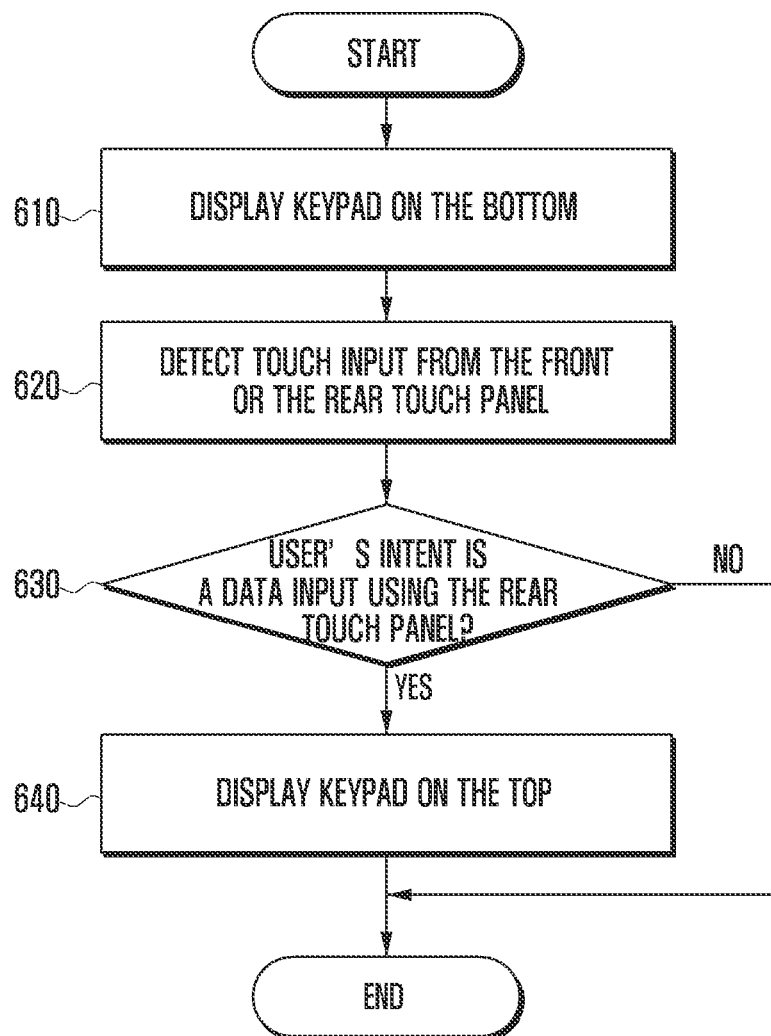 START
610
DISPLAY KEYPAD ON THE BOTTOM
620
DETECT TOUCH INPUT FROM THE FRONT
OR THE REAR TOUCH PANEL
630
USER' S INTENT IS
A DATA INPUT USING THE REAR
TOUCH PANEL?
NO
YES
640
DISPLAY KEYPAD ON THE TOP
END